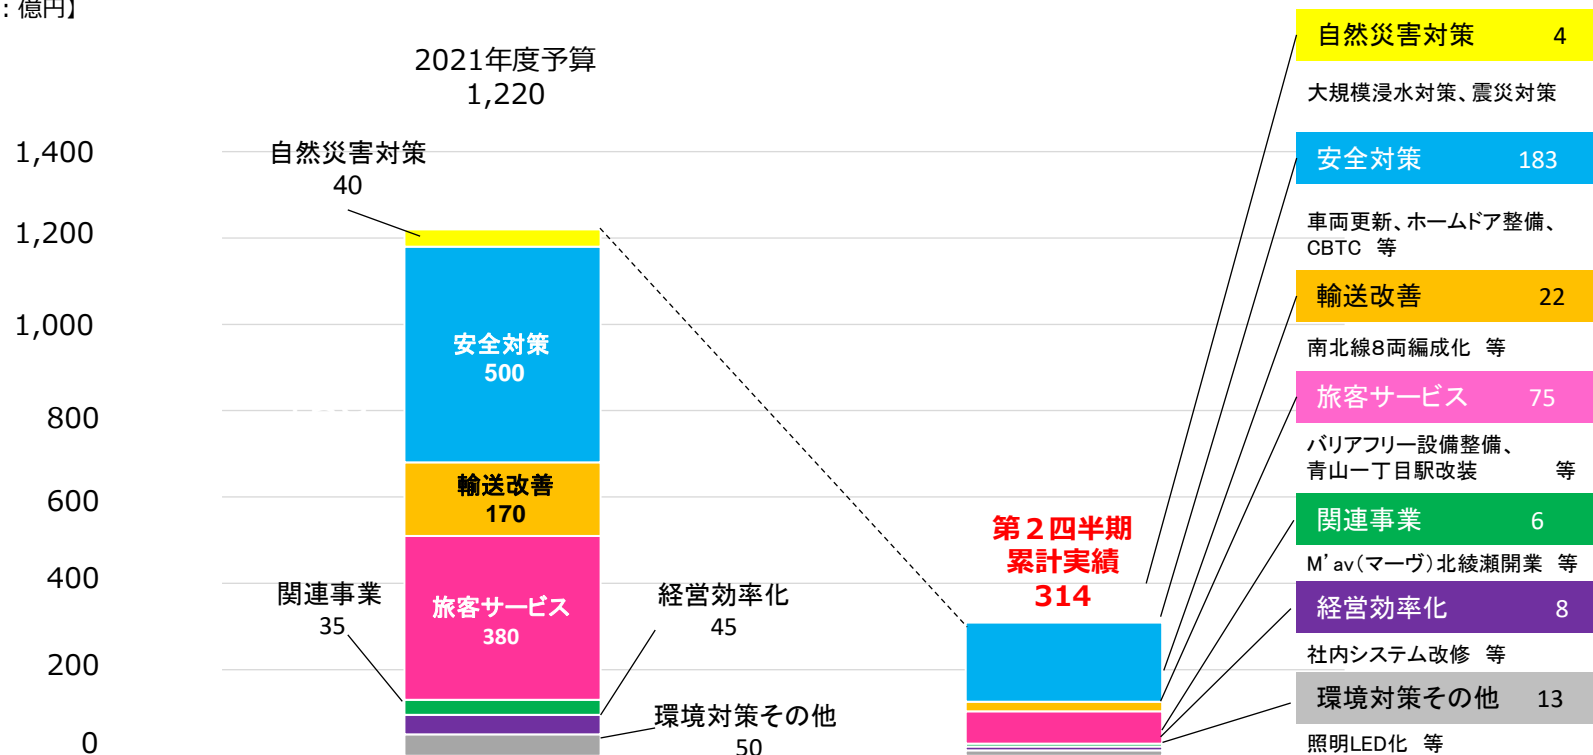 ：億円】
2021年度予算
1,220
1,400
1,200
1,000
800
600
400
200
0
自然災害対策
40
安全対策
500
輸送改善
170
旅客サービス
380
関連事業
35
経営効率化
45
環境対策その他
50
第２四半期
累計実績
314
自然災害対策 4
大規模浸水対策、震災対策
安全対策 183
車両更新、ホームドア整備、
CBTC 等
輸送改善 22
南北線8両編成化 等
旅客サービス 75
バリアフリー設備整備、
青山一丁目駅改装 等
関連事業 6
M’av（マーヴ）北綾瀬開業 等
経営効率化 8
社内システム改修 等
環境対策その他 13
照明LED化 等